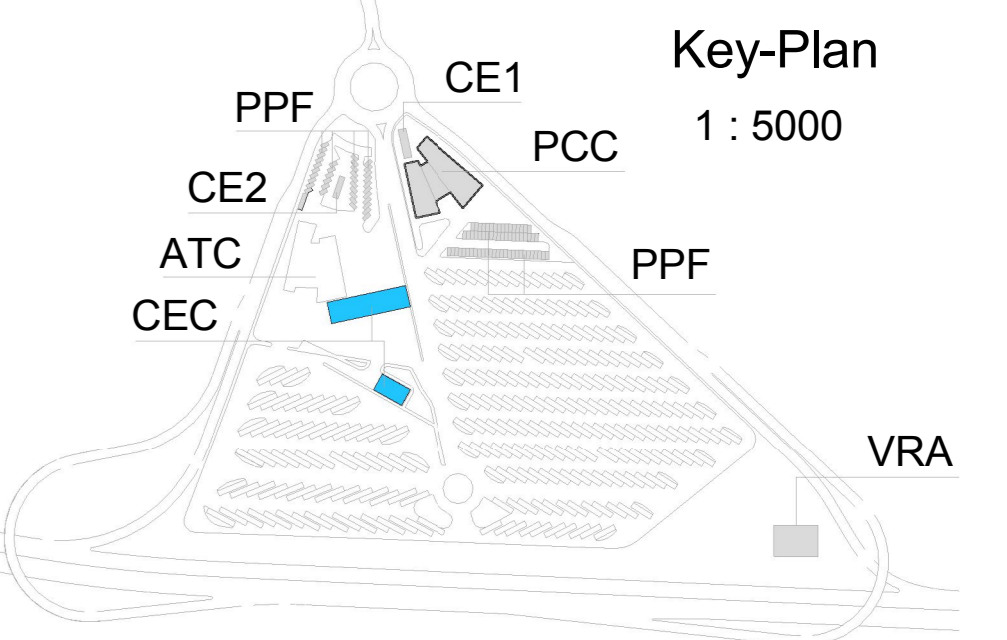 Key-Plan
1 : 5000
CE1
PPF
PCC
CE2
ATC
PPF
CEC
VRA